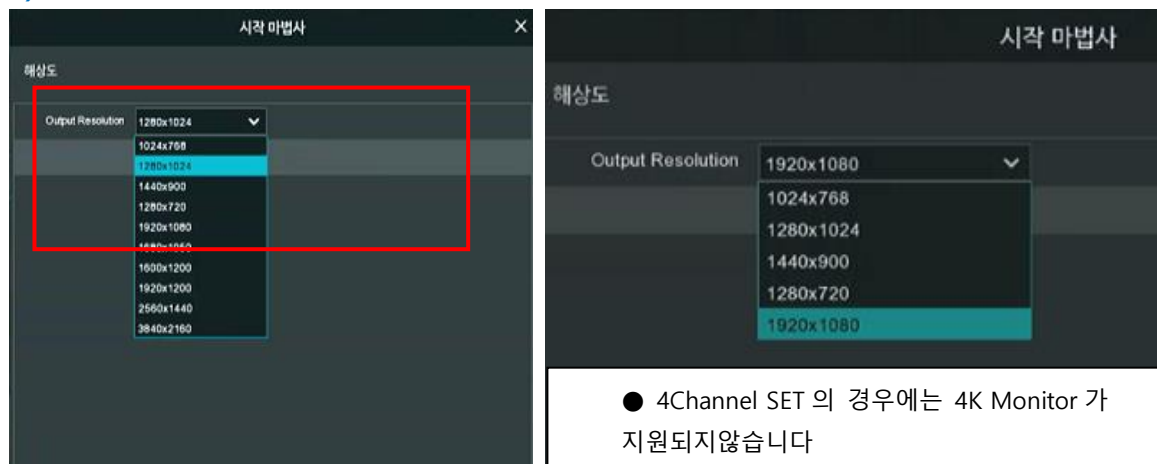 시작 마법사
해상도
Output Resolution 1280x1024
1024x768
1280x1024
1440x900
1280x720
1920x1080
1680x1050
1600x1200
1920x1200
2560x1440
3840x2160
시작 마법사
해상도
Output Resolution 1920x1080
1024x768
1280x1024
1440x900
1280x720
1920x1080
● 4Channel SET 의 경우에는 4K Monitor 가
지원되지않습니다